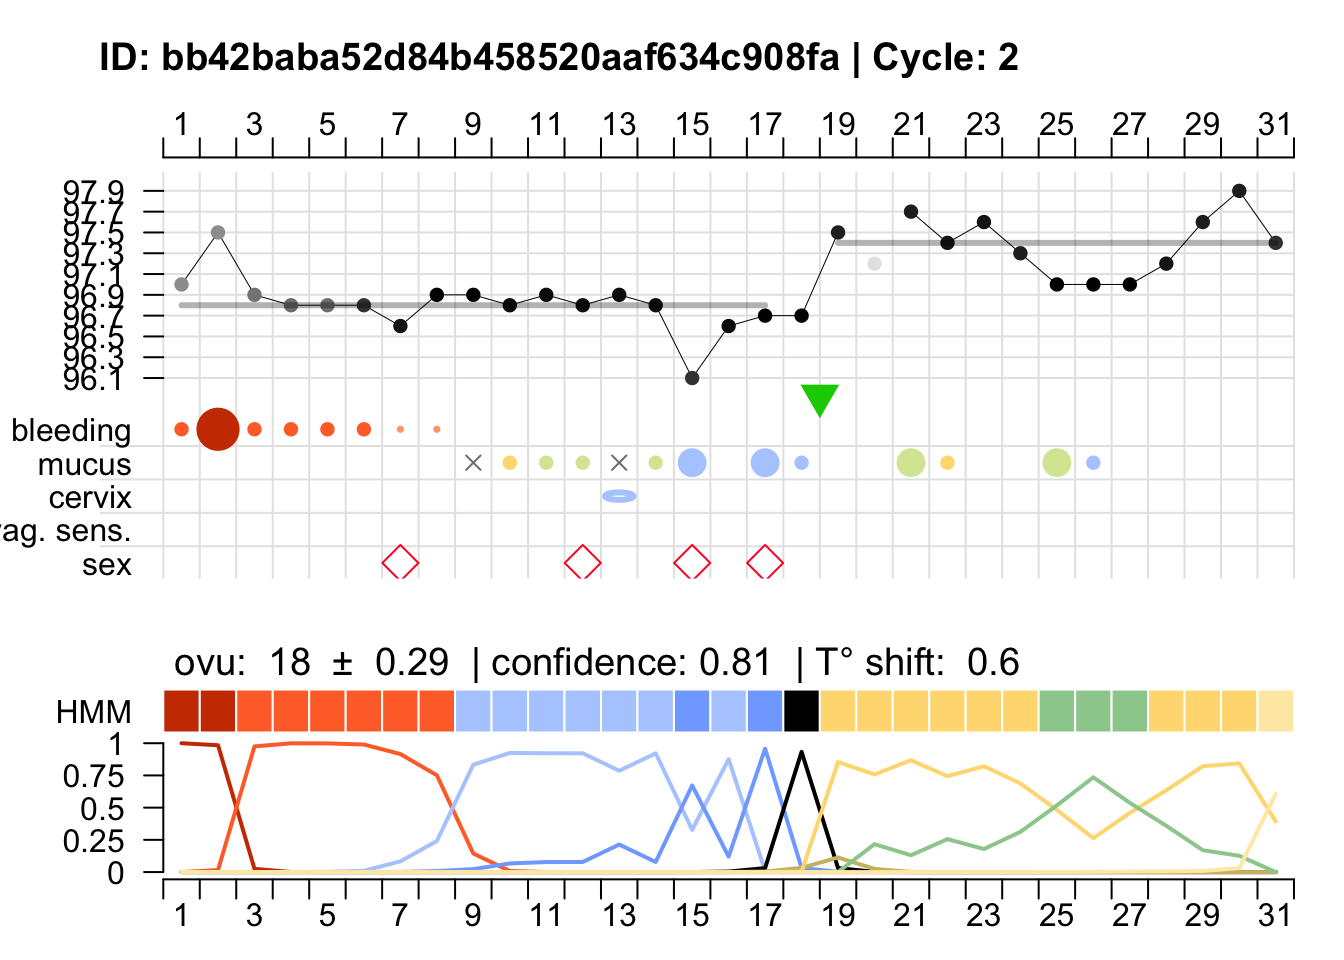 ID: bb42baba52d84b458520aaf634c908fa | Cycle: 2
1 3 5 7 9 11 13 15 17 19 21 23 25 27 29 31
97.9
97.7
97.5
97.3
97.1
96.9
96.7
96.5
96.3
96.1
bleeding
mucus
cervix
vag. sens.
sex
ovu: 18 ± 0.29 | confidence: 0.81 | T° shift: 0.6
HMM
1
0.75
0.5
0.25
0
1 3 5 7 9 11 13 15 17 19 21 23 25 27 29 31